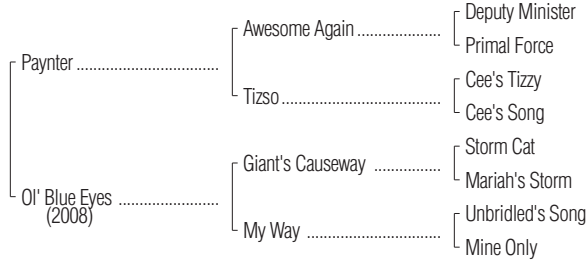 Deputy Minister
Awesome Again ....................
Primal Force
Paynter ...................................
Cee's Tizzy
Tizso.......................................
Cee's Song
Storm Cat
Giant's Causeway ................
Mariah's Storm
Ol' Blue Eyes .........................
(2008)
Unbridled's Song
My Way .................................
Mine Only